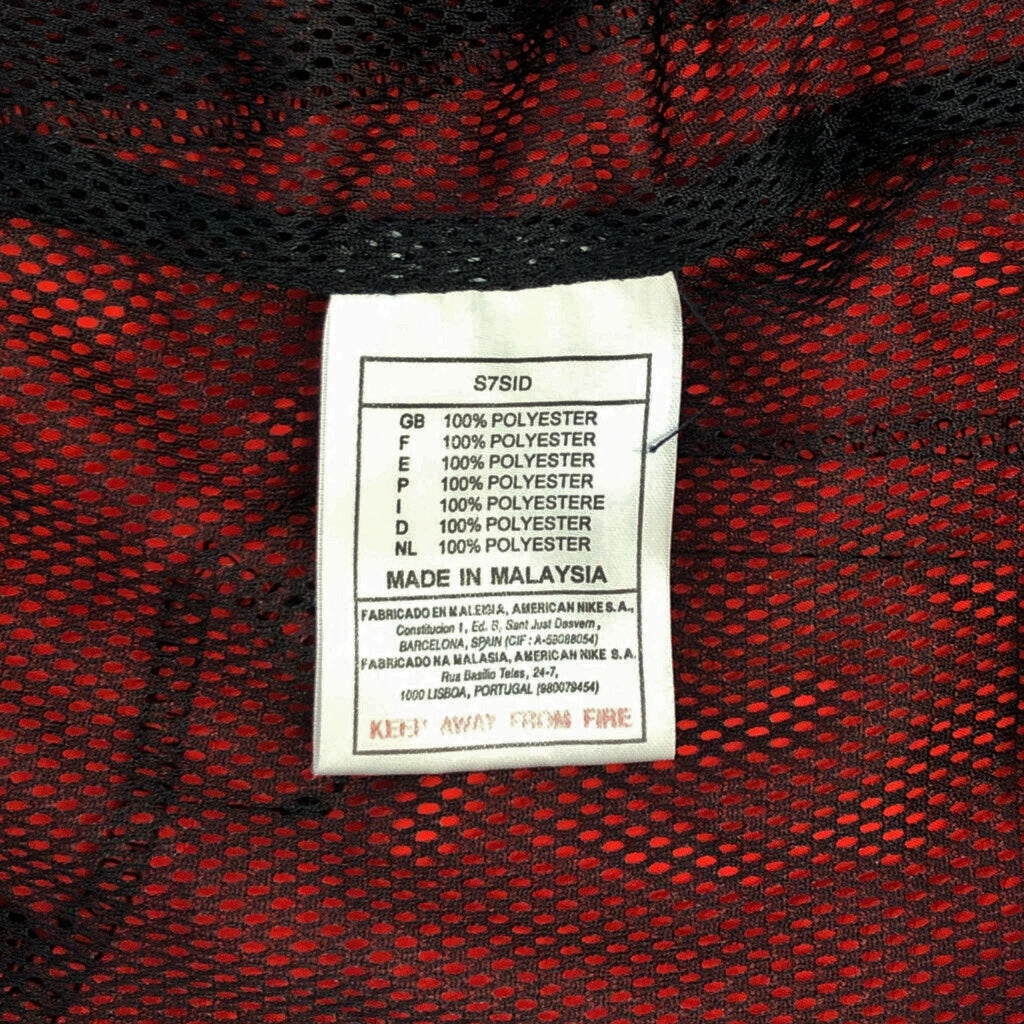 S7SID
GB 100% POLYESTER
F 100% POLYESTER
E 100% POLYESTER
P 100% POLYESTER
I 100% POLYESTERE
D 100% POLYESTER
NL 100% POLYESTER
MADE IN MALAYSIA
FABRICADO EN MALEISIA, AMERICAN NIKE S.A.,
Constitucion 1, Ed. B, Sant Just Desvern,
BARCELONA, SPAIN (CIF : A-59088054)
FABRICADO NA MALASIA, AMERICAN NIKE S.A.
Rua Basilio Teles, 24-7,
1000 LISBOA, PORTUGAL (980079454)
KEEP AWAY FROM FIRE